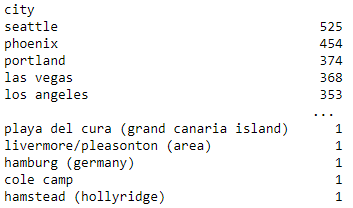 city
seattle 525
phoenix 454
portland 374
las vegas 368
los angeles 353
...
playa del cura (grand canaria island) 1
livermore/pleasonton (area) 1
hamburg (germany) 1
cole camp 1
hamstead (hollyridge) 1